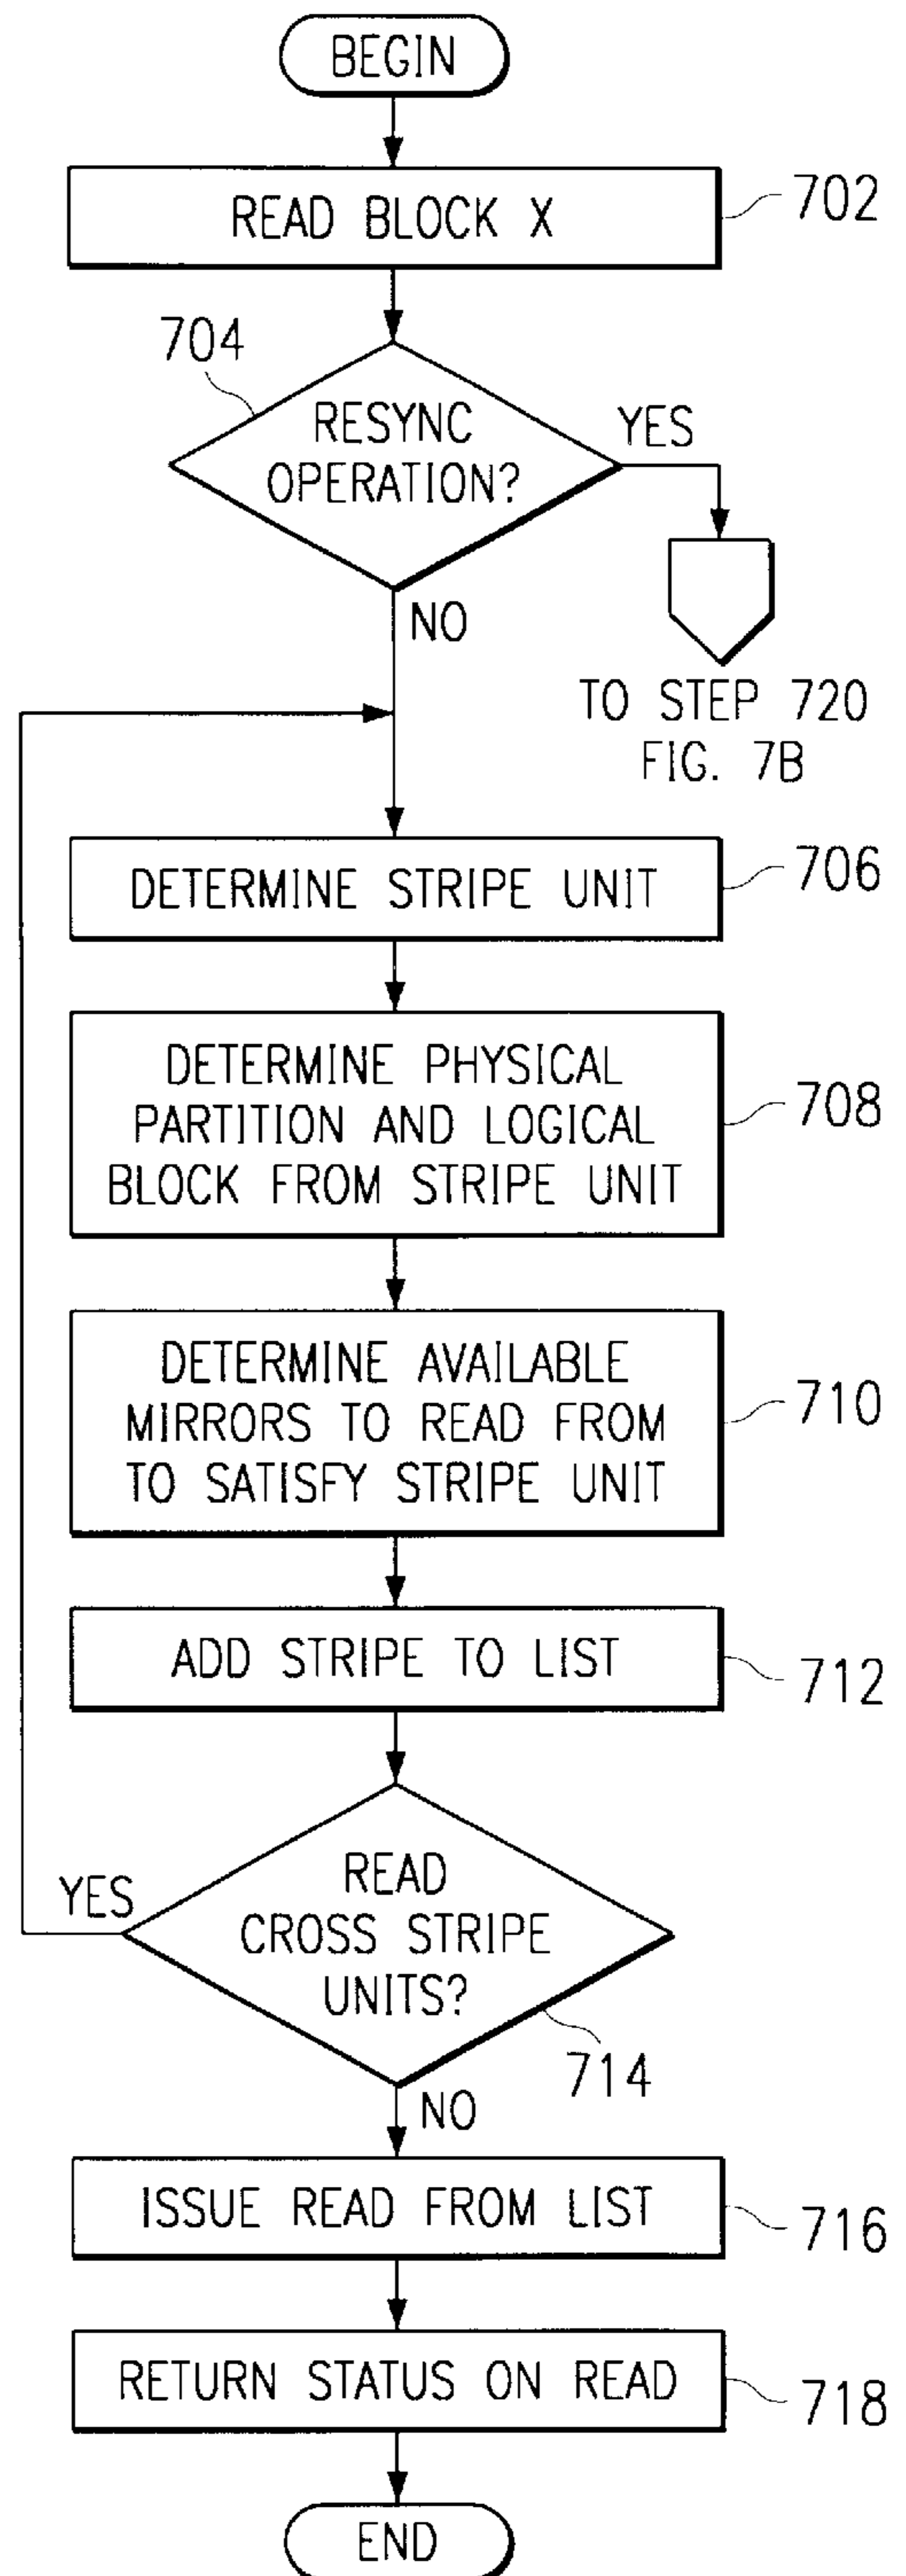 BEGIN
READ BLOCK X
702
704
RESYNC
OPERATION?
YES
NO
TO STEP 720
FIG. 7B
DETERMINE STRIPE UNIT
706
DETERMINE PHYSICAL
PARTITION AND LOGICAL
BLOCK FROM STRIPE UNIT
708
DETERMINE AVAILABLE
MIRRORS TO READ FROM
TO SATISFY STRIPE UNIT
710
ADD STRIPE TO LIST
712
YES
READ
CROSS STRIPE
UNITS?
714
NO
ISSUE READ FROM LIST
716
RETURN STATUS ON READ
718
END